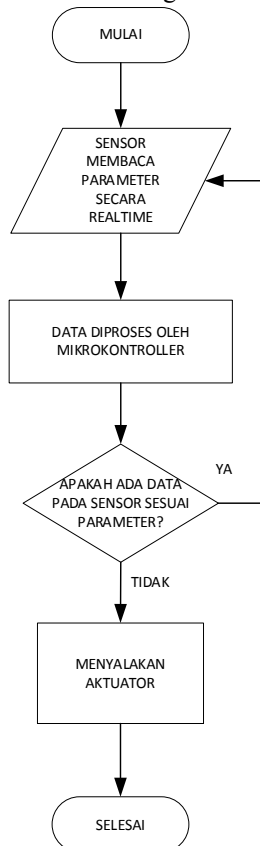 MULAI
SENSOR
MEMBACA
PARAMETER
SECARA
REALTIME
DATA DIPROSES OLEH
MIKROKONTROLLER
APAKAH ADA DATA
PADA SENSOR SESUAI
PARAMETER?
YA
TIDAK
MENYALAKAN
AKTUATOR
SELESAI